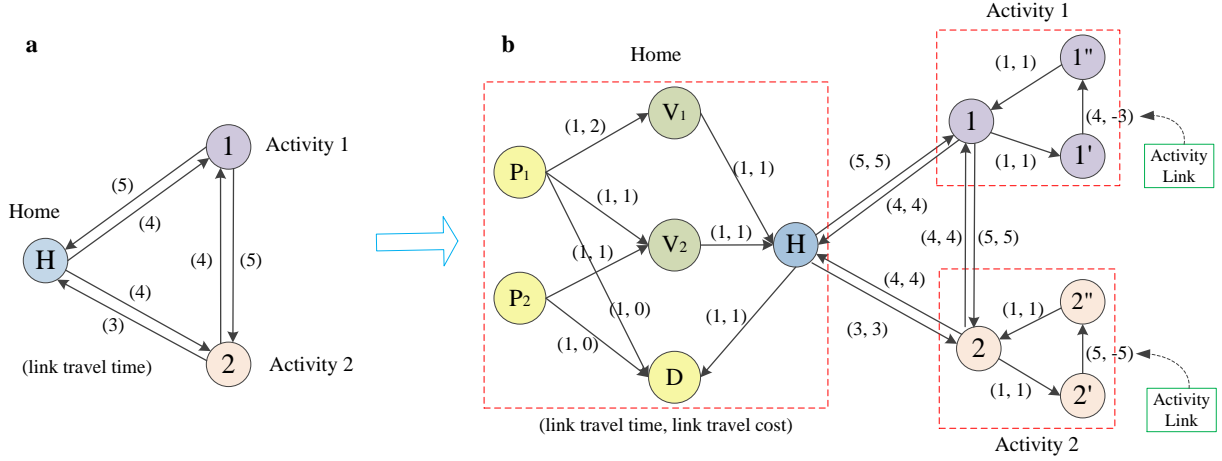 a
1
Activity 1
(5)
(4)
Home
H
(4)
(5)
(4)
(3)
(link travel time)
2
Activity 2
b
Home
P1
P2
V1
V2
D
H
(1, 2)
(1, 1)
(1, 1)
(1, 1)
(1, 1)
(1, 0)
(1, 0)
(1, 1)
(link travel time, link travel cost)
(5, 5)
(4, 4)
(4, 4)
(5, 5)
(4, 4)
(3, 3)
Activity 1
1
1'
1"
(1, 1)
(4, -3)
(1, 1)
Activity
Link
2
2'
2"
(1, 1)
(5, -5)
(1, 1)
Activity
Link
Activity 2